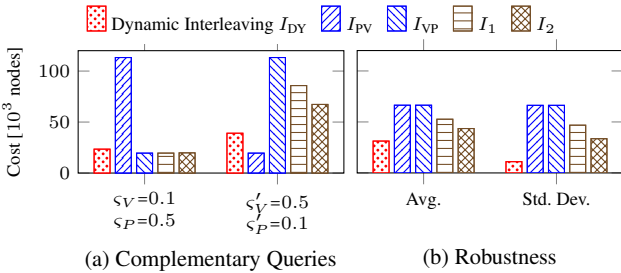 Dynamic Interleaving I_DY I_PV I_VP I_1 I_2
Cost [10^3 nodes]
100
50
0
ς_V=0.1
ς_P=0.5
ς'_V=0.5
ς'_P=0.1
Avg.
Std. Dev.
(a) Complementary Queries
(b) Robustness